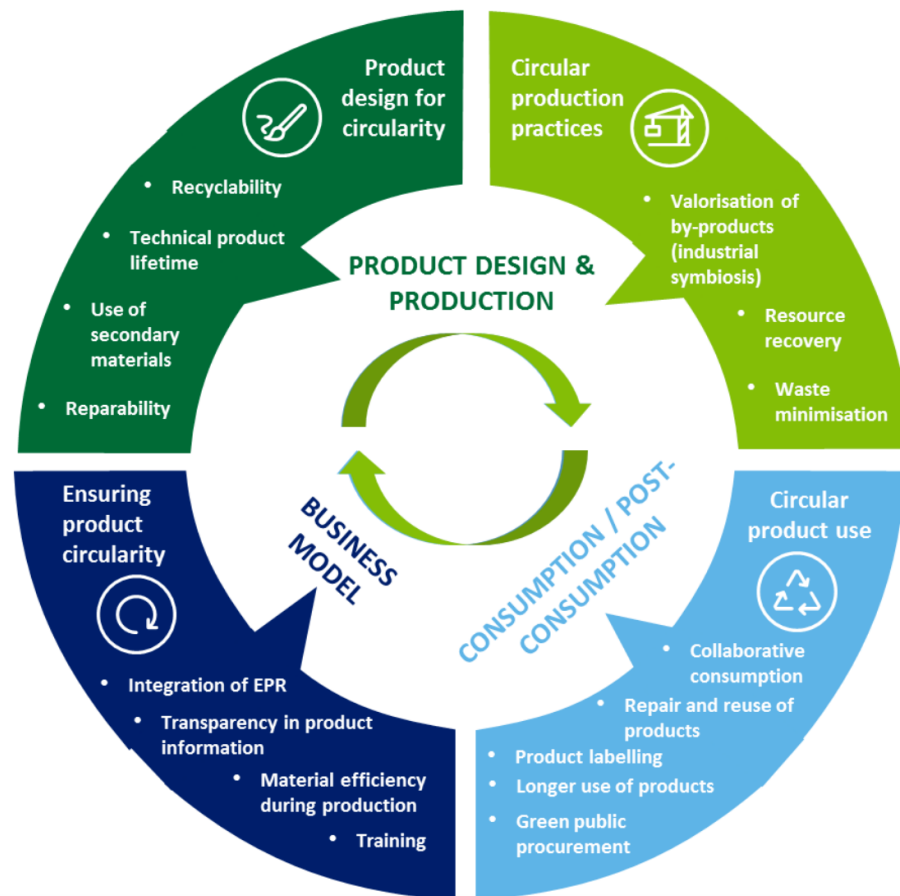 Product
design for
circularity
• Recyclability
• Technical product
lifetime
• Use of
secondary
materials
• Reparability
Circular
production
practices
• Valorisation of
by-products
(industrial
symbiosis)
• Resource
recovery
• Waste
minimisation
PRODUCT DESIGN &
PRODUCTION
BUSINESS
MODEL
CONSUMPTION / POST-
CONSUMPTION
Ensuring
product
circularity
• Integration of EPR
• Transparency in product
information
• Material efficiency
during production
• Training
Circular
product use
• Collaborative
consumption
• Repair and reuse of
products
• Product labelling
• Longer use of products
• Green public
procurement